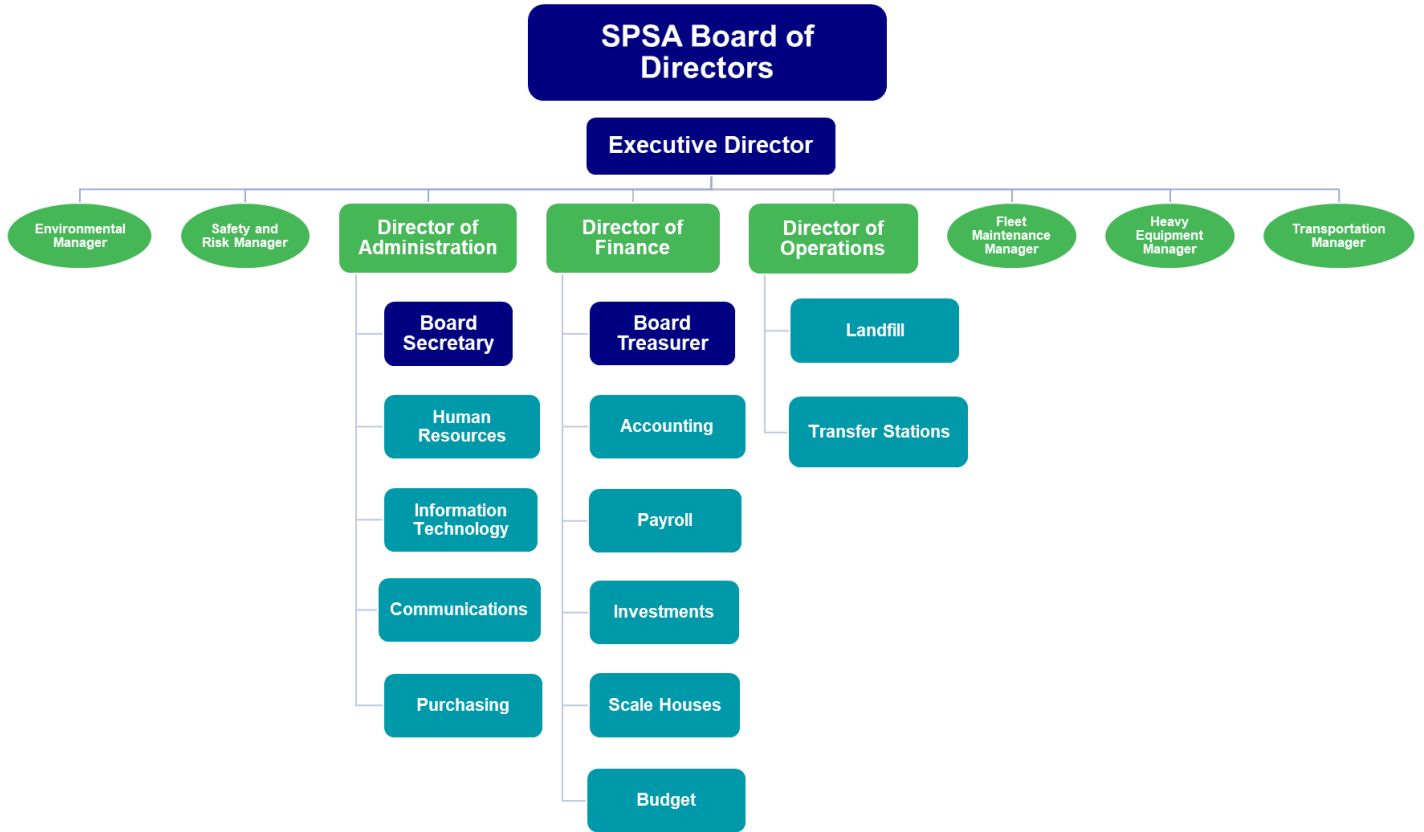 SPSA Board of
Directors
Executive Director
Environmental
Manager
Safety and
Risk Manager
Director of
Administration
Director of
Finance
Director of
Operations
Fleet
Maintenance
Manager
Heavy
Equipment
Manager
Transportation
Manager
Board
Secretary
Human
Resources
Information
Technology
Communications
Purchasing
Board
Treasurer
Accounting
Payroll
Investments
Scale Houses
Budget
Landfill
Transfer Stations